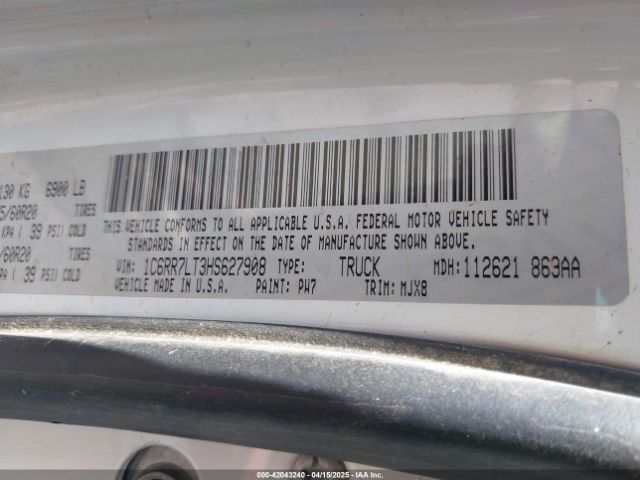 130 KG 6900 LB
5/60R20 TIRES
KPA ( 39 PSI) COLD
/60R20 TIRES
KPA ( 39 PSI) COLD
THIS VEHICLE CONFORMS TO ALL APPLICABLE U.S.A. FEDERAL MOTOR VEHICLE SAFETY
STANDARDS IN EFFECT ON THE DATE OF MANUFACTURE SHOWN ABOVE.
VIN: 1C6RR7LT3HS627908 TYPE: TRUCK MDH: 112621 863AA
VEHICLE MADE IN U.S.A. PAINT: PW7 TRIM: MJX8
000-42043240 - 04/15/2025 - IAA Inc.